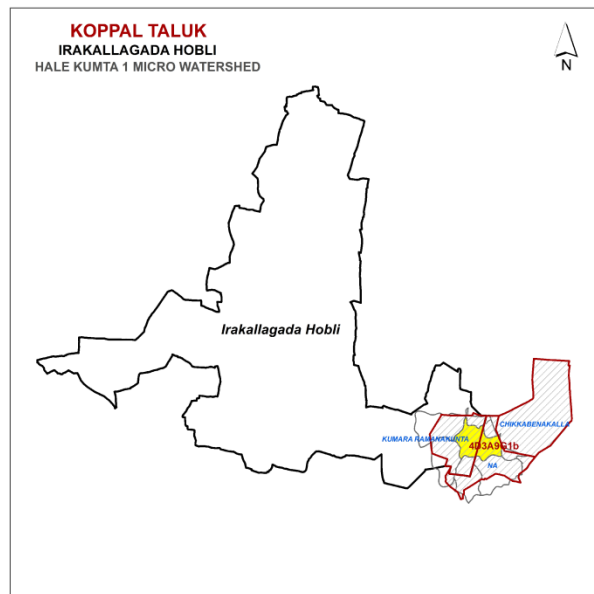 KOPPAL TALUK
IRAKALLAGADA HOBLI
HALE KUMTA 1 MICRO WATERSHED
N
Irakallagada Hobli
CHIKKABENAKALLA
KUMARA RAMANAKUNTA
4D3A9G1b
NA